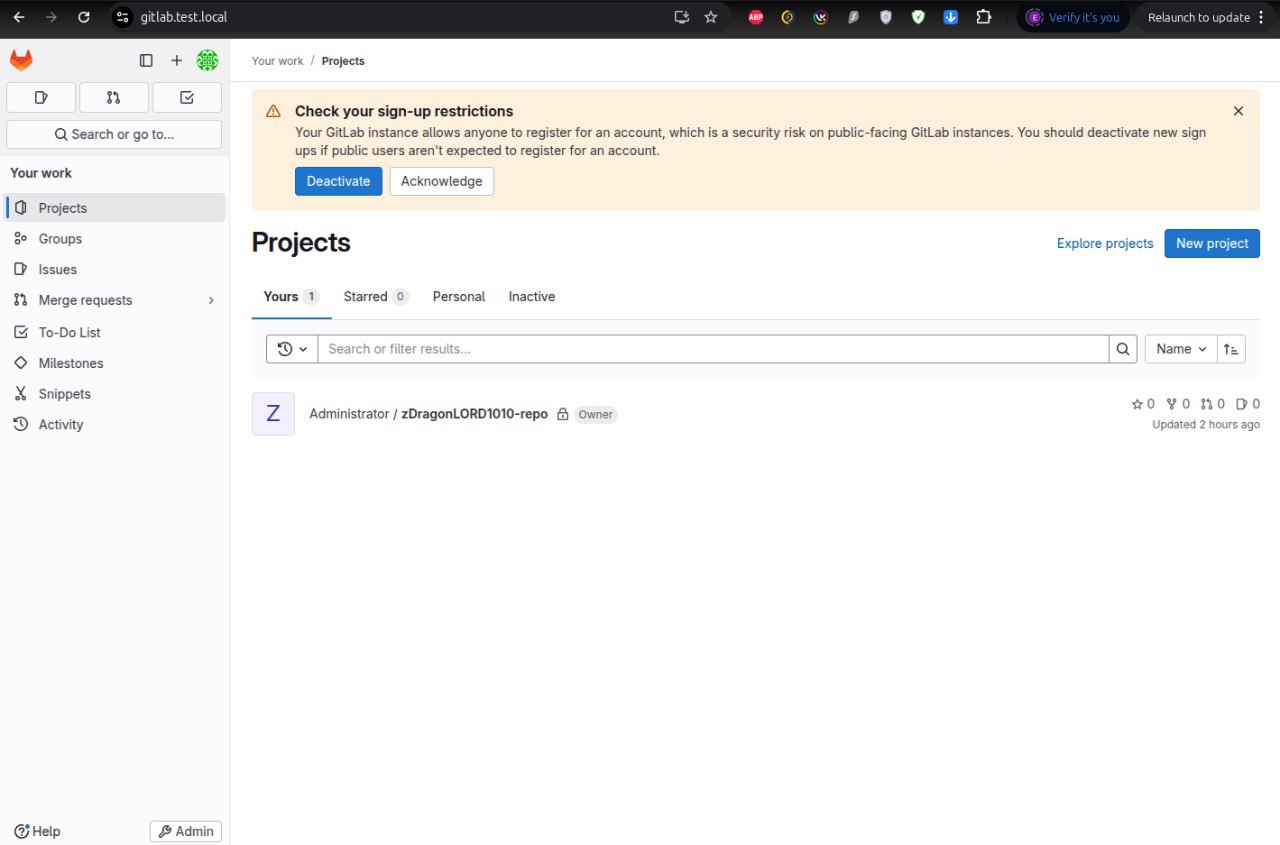 gitlab.test.local
ABP
E Verify it's you
Relaunch to update
Search or go to...
Your work
Projects
Groups
Issues
Merge requests
To-Do List
Milestones
Snippets
Activity
Help
Admin
Your work / Projects
Check your sign-up restrictions
Your GitLab instance allows anyone to register for an account, which is a security risk on public-facing GitLab instances. You should deactivate new sign
ups if public users aren't expected to register for an account.
Deactivate Acknowledge
Projects
Explore projects New project
Yours 1 Starred 0 Personal Inactive
Search or filter results...
Name
Z
Administrator / zDragonLORD1010-repo Owner
0 0 0 0
Updated 2 hours ago